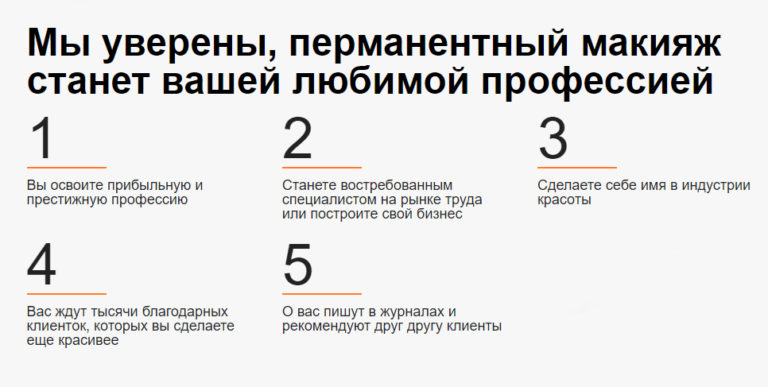 Мы уверены, перманентный макияж
станет вашей любимой профессией
1
Вы освоите прибыльную и
престижную профессию
2
Станете востребованным
специалистом на рынке труда
или построите свой бизнес
3
Сделаете себе имя в индустрии
красоты
4
Вас ждут тысячи благодарных
клиенток, которых вы сделаете
еще красивее
5
О вас пишут в журналах и
рекомендуют друг другу клиенты